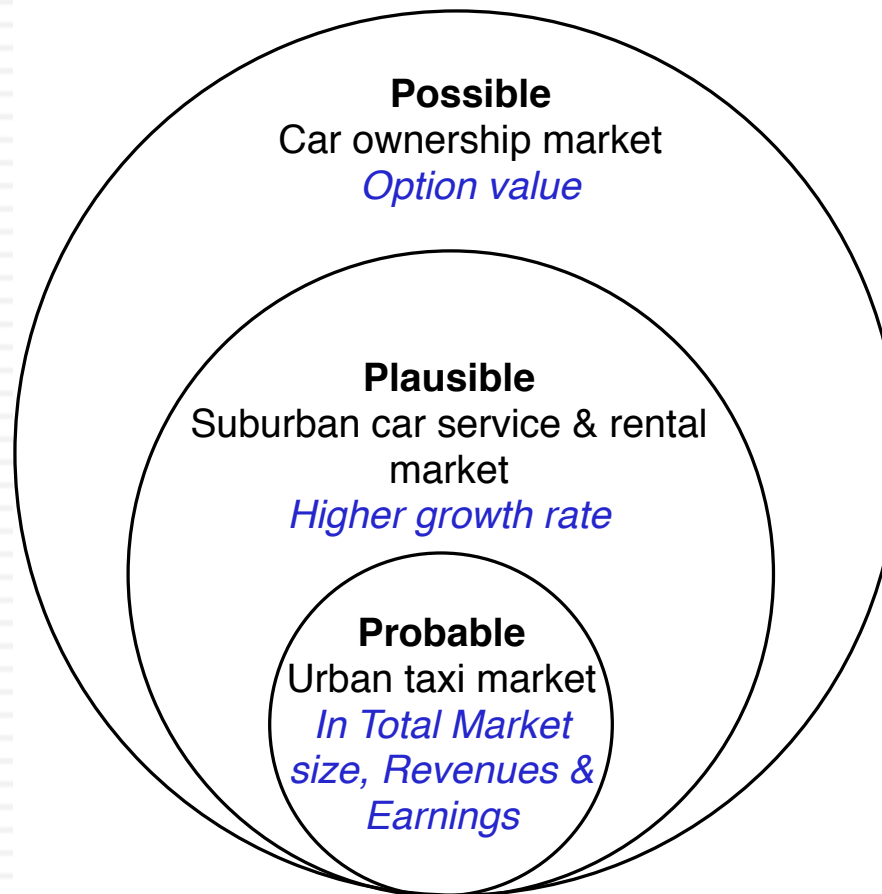 Possible
Car ownership market
Option value
Plausible
Suburban car service & rental
market
Higher growth rate
Probable
Urban taxi market
In Total Market
size, Revenues &
Earnings